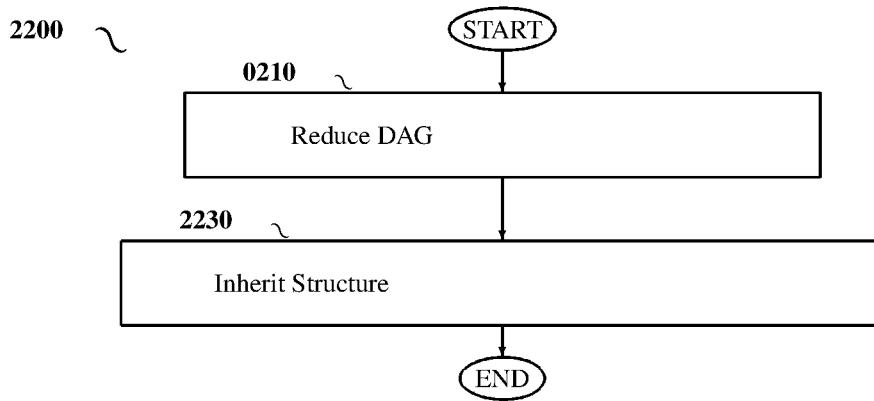 2200
START
0210
Reduce DAG
2230
Inherit Structure
END